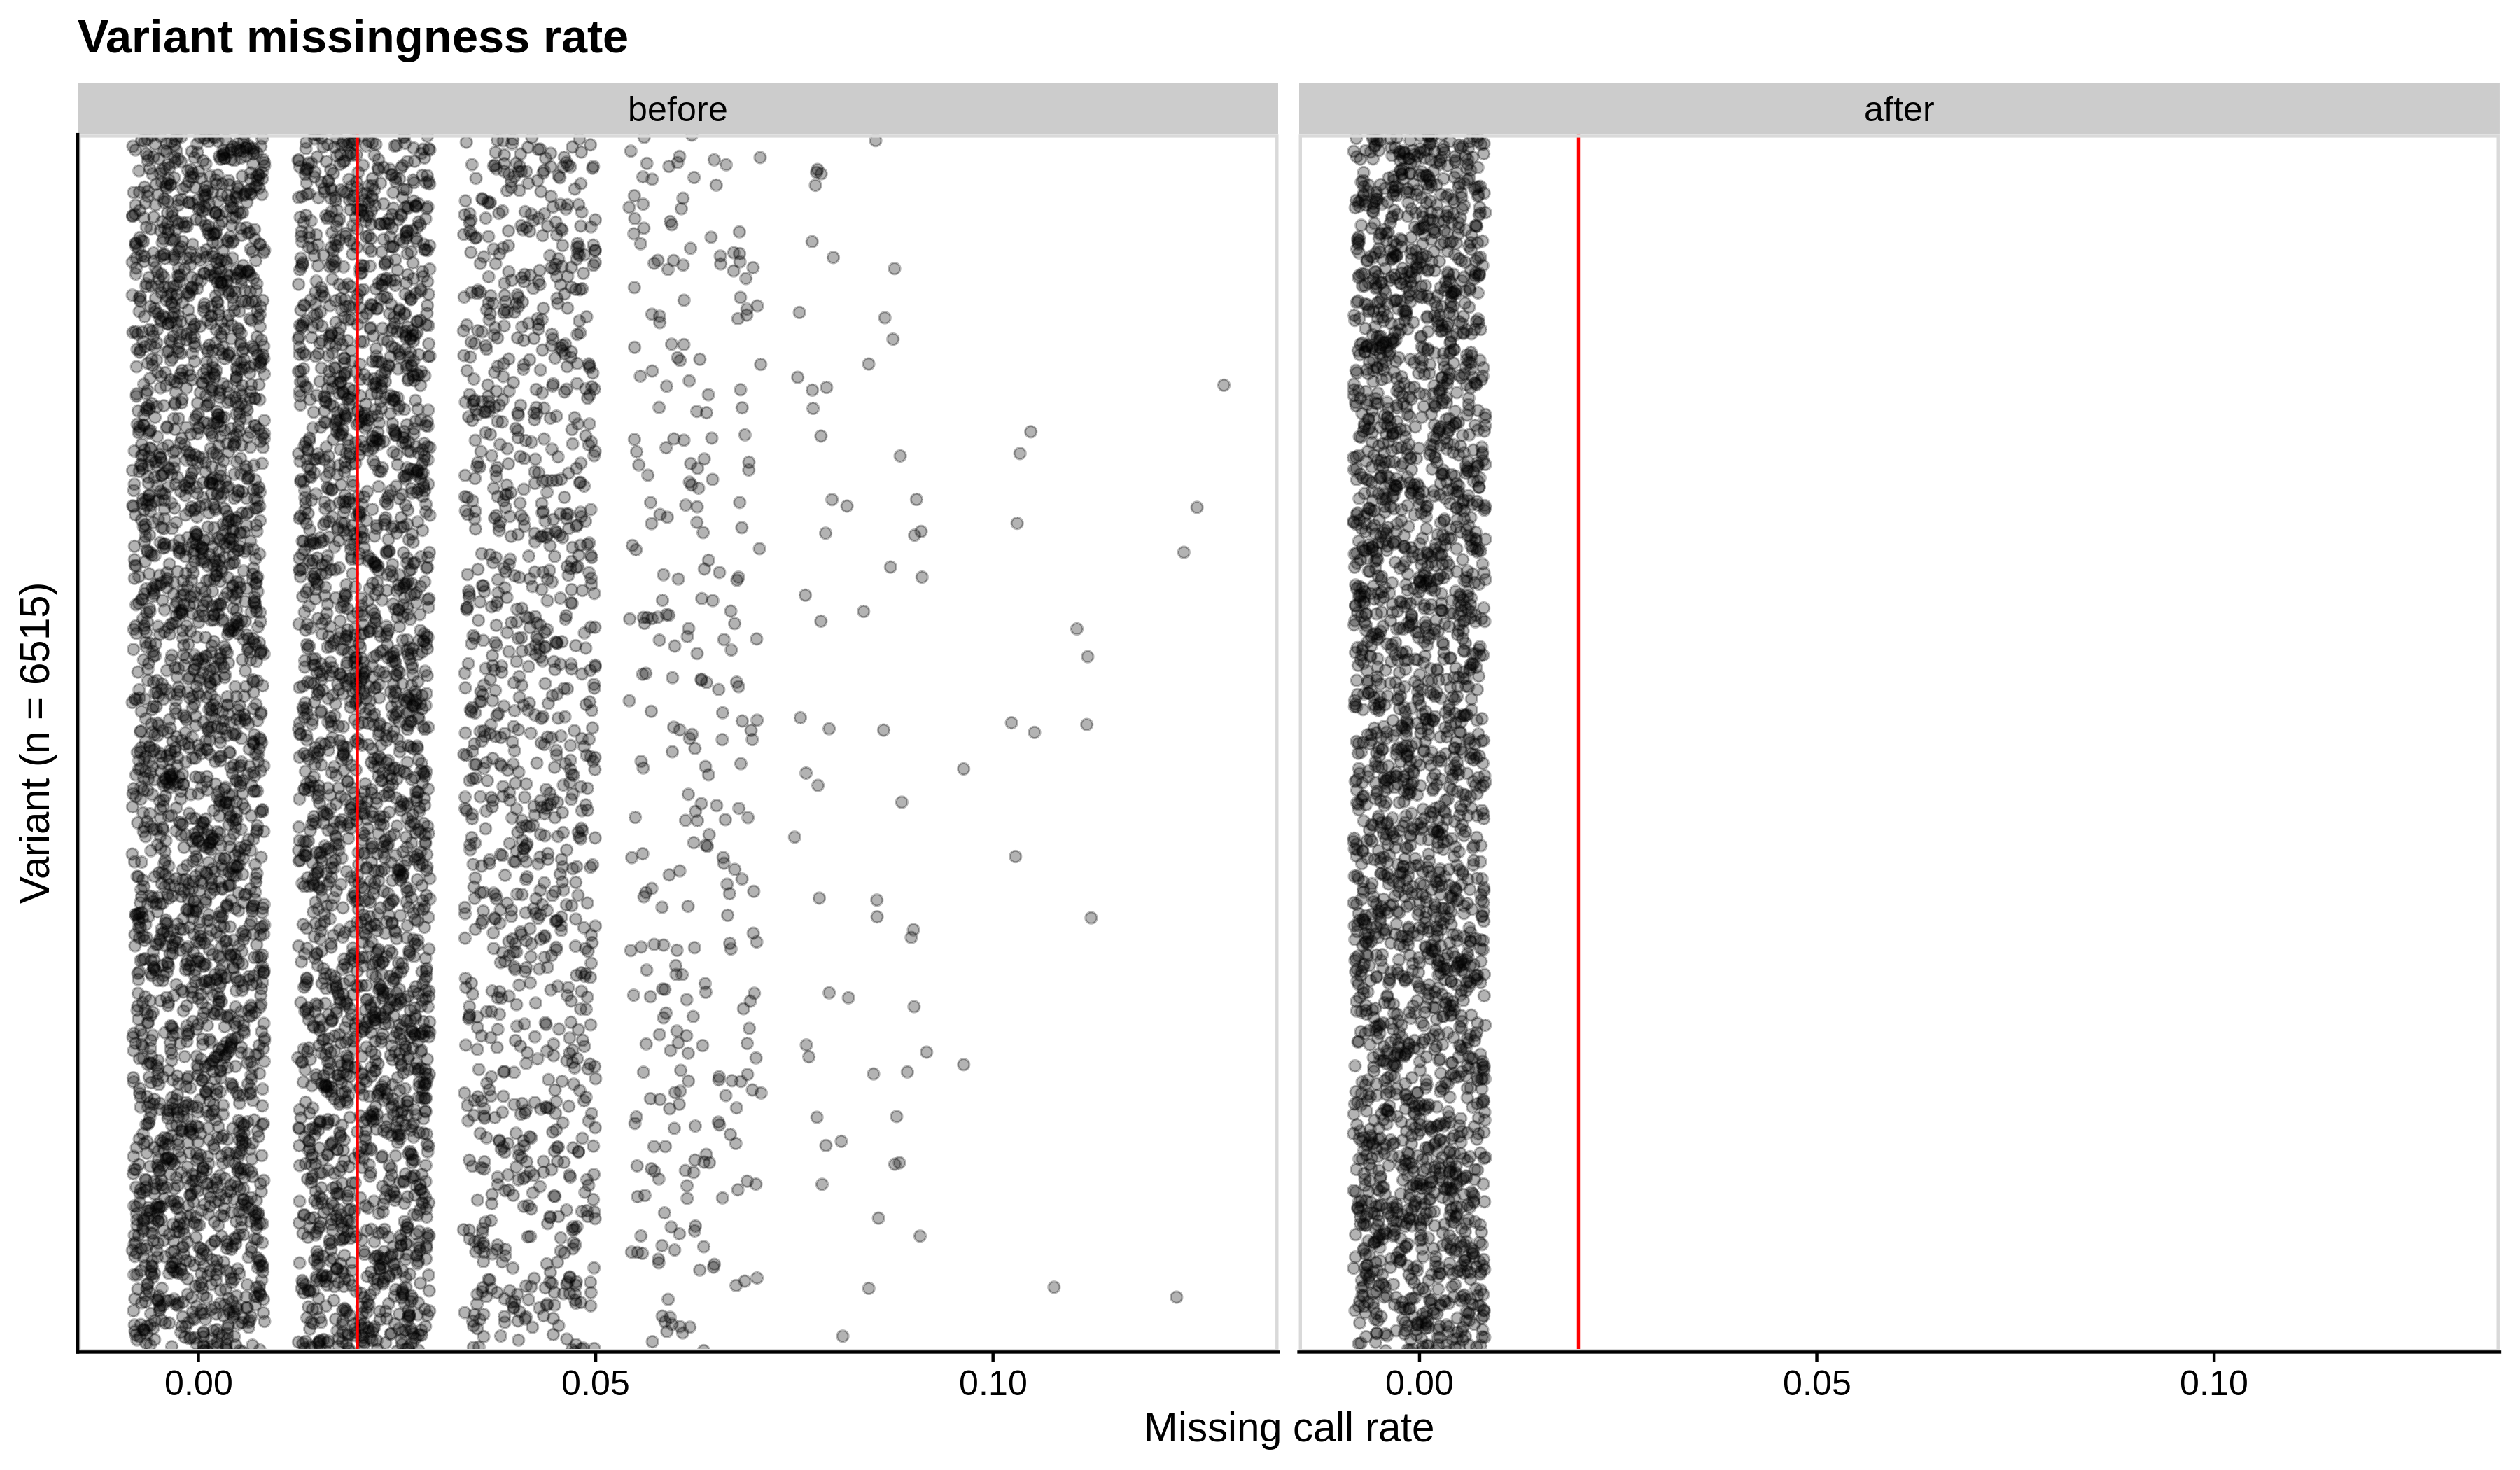 Variant missingness rate
before
after
Variant (n = 6515)
0.00 0.05 0.10
0.00 0.05 0.10
Missing call rate